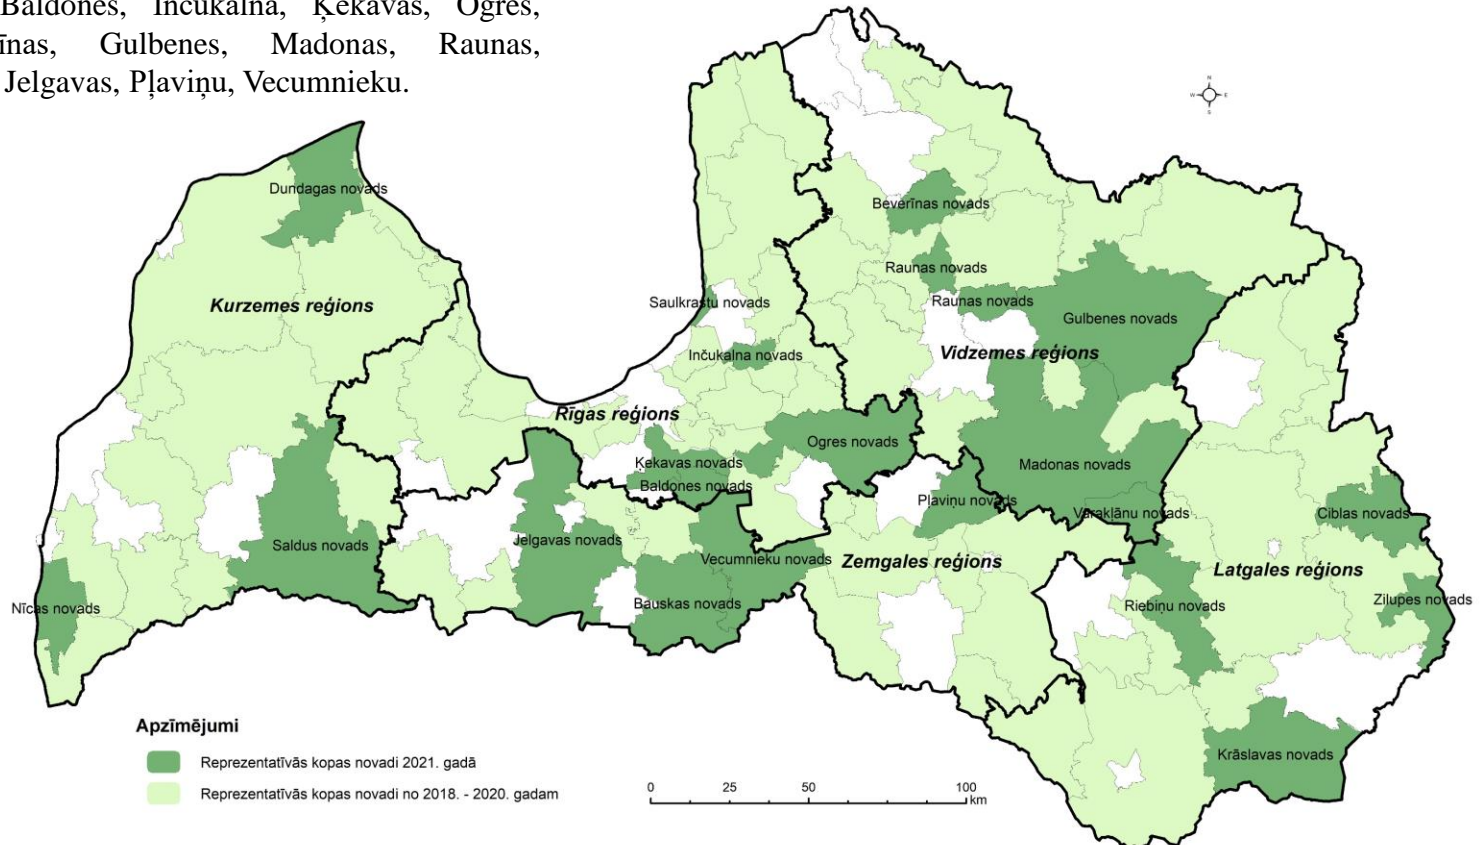 Baldones, Inčukalna, Ķekavas, Ogres,
īnas, Gulbenes, Madonas, Raunas,
Jelgavas, Pļaviņu, Vecumnieku.
N
W E
S
Dundagas novads
Beverīnas novads
Raunas novads
Kurzemes reģions
Saulkrastu novads
Raunas novads
Gulbenes novads
Inčukalna novads
Vidzemes reģions
Rīgas reģions
Ogres novads
Ķekavas novads
Madonas novads
Baldones novads
Pļaviņu novads
Varakļānu novads
Ciblas novads
Saldus novads
Jelgavas novads
Vecumnieku novads
Zemgales reģions
Latgales reģions
Nīcas novads
Bauskas novads
Riebiņu novads
Zilupes novads
Apzīmējumi
Krāslavas novads
Reprezentatīvās kopas novadi 2021. gadā
Reprezentatīvās kopas novadi no 2018. - 2020. gadam
0 25 50 100
km